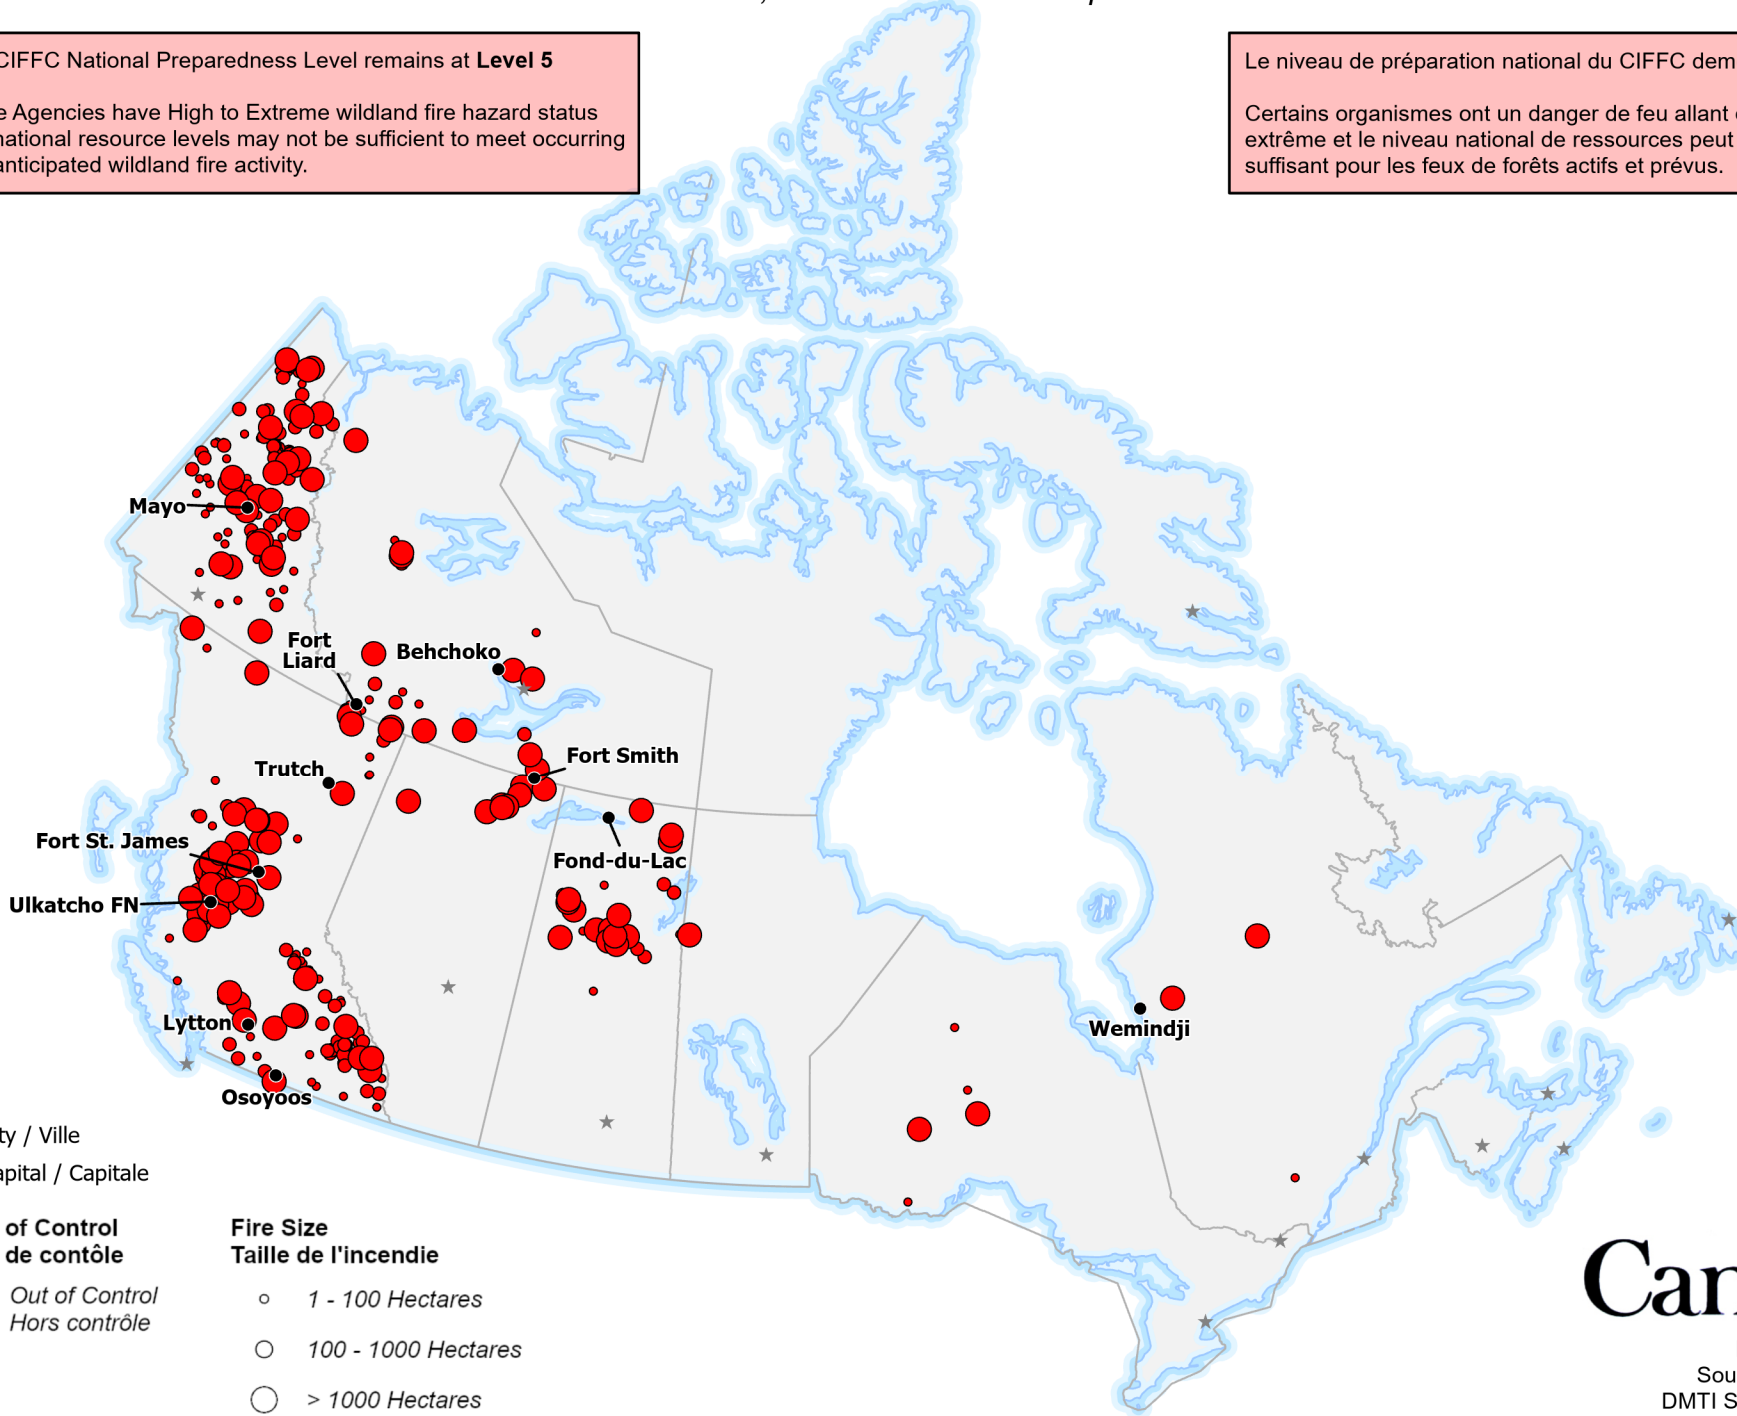 CIFFC National Preparedness Level remains at Level 5
e Agencies have High to Extreme wildland fire hazard status
national resource levels may not be sufficient to meet occurring
anticipated wildland fire activity.
Le niveau de préparation national du CIFFC dem
Certains organismes ont un danger de feu allant
extrême et le niveau national de ressources peut
suffisant pour les feux de forêts actifs et prévus.
Mayo
Fort
Liard
Behchoko
Trutch
Fort Smith
Fort St. James
Fond-du-Lac
Ulkatcho FN
Lytton
Wemindji
Osoyoos
ty / Ville
apital / Capitale
of Control
de contôle
Out of Control
Hors contrôle
Fire Size
Taille de l'incendie
1 - 100 Hectares
100 - 1000 Hectares
> 1000 Hectares
Can
Sou
DMTI S